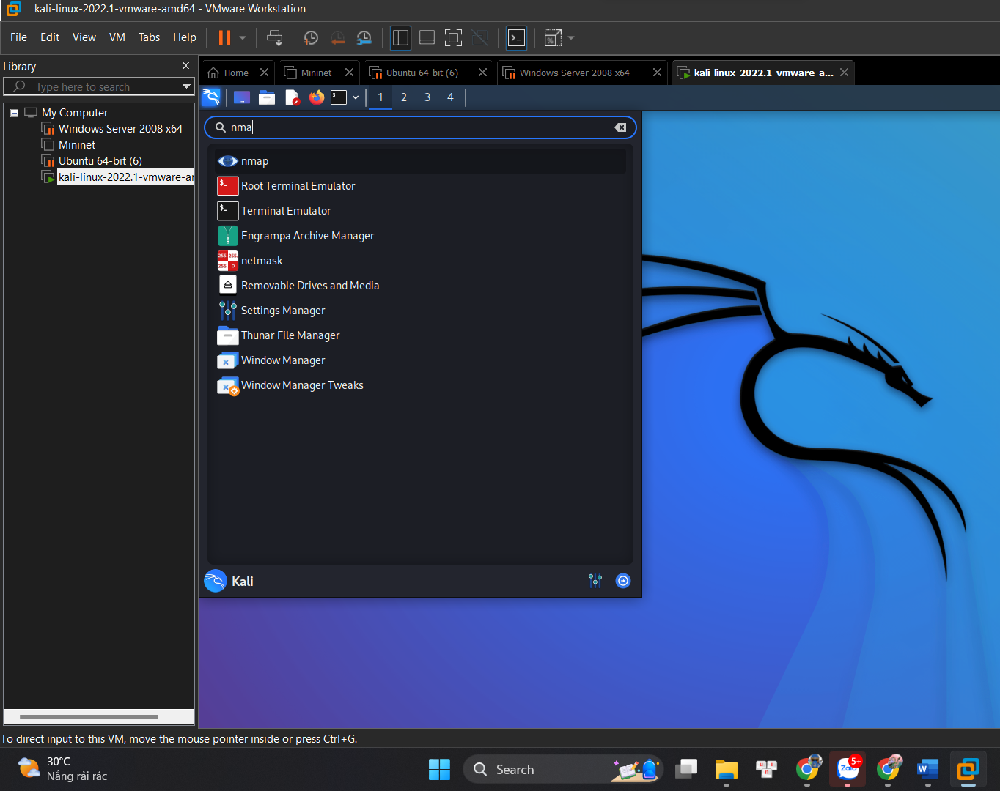 kali-linux-2022.1-vmware-amd64 - VMware Workstation
File Edit View VM Tabs Help
Library
Type here to search
My Computer
Windows Server 2008 x64
Mininet
Ubuntu 64-bit (6)
kali-linux-2022.1-vmware-a
Home
Mininet
Ubuntu 64-bit (6)
Windows Server 2008 x64
kali-linux-2022.1-vmware-a...
1 2 3 4
nma
nmap
Root Terminal Emulator
Terminal Emulator
Engrampa Archive Manager
netmask
Removable Drives and Media
Settings Manager
Thunar File Manager
Window Manager
Window Manager Tweaks
Kali
To direct input to this VM, move the mouse pointer inside or press Ctrl+G.
30°C
Nắng rải rác
Search
Zalo
5+